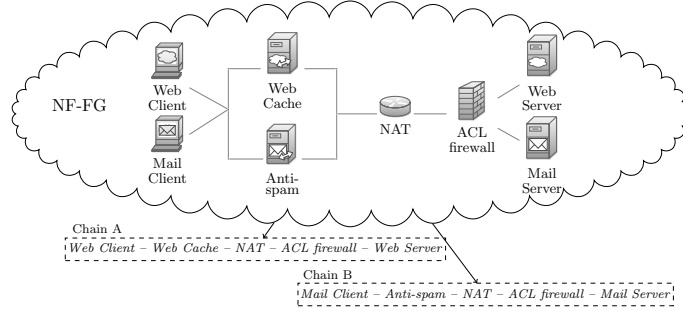 NF-FG
Web
Client
Mail
Client
Web
Cache
Anti-
spam
NAT
ACL
firewall
Web
Server
Mail
Server
Chain A
Web Client – Web Cache – NAT – ACL firewall – Web Server
Chain B
Mail Client – Anti-spam – NAT – ACL firewall – Mail Server